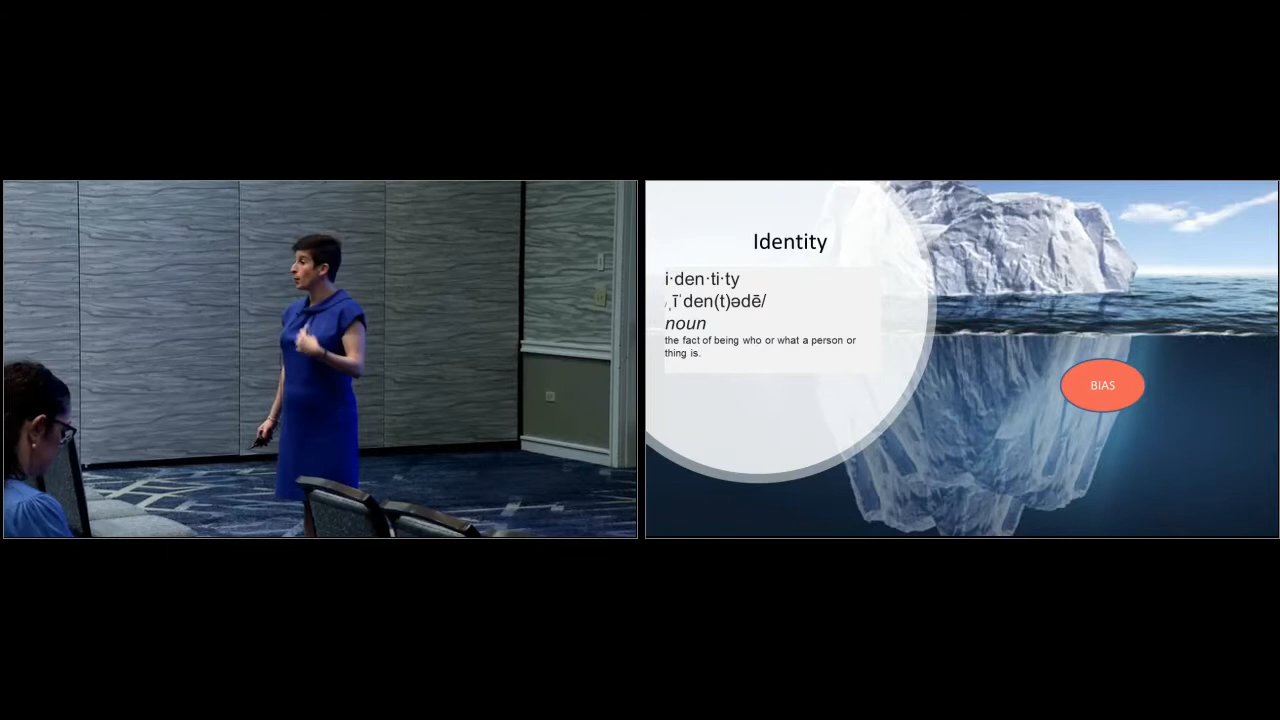 Identity
i·den·ti·ty
/ˌīˈden(t)ədē/
noun
the fact of being who or what a person or
thing is.
BIAS